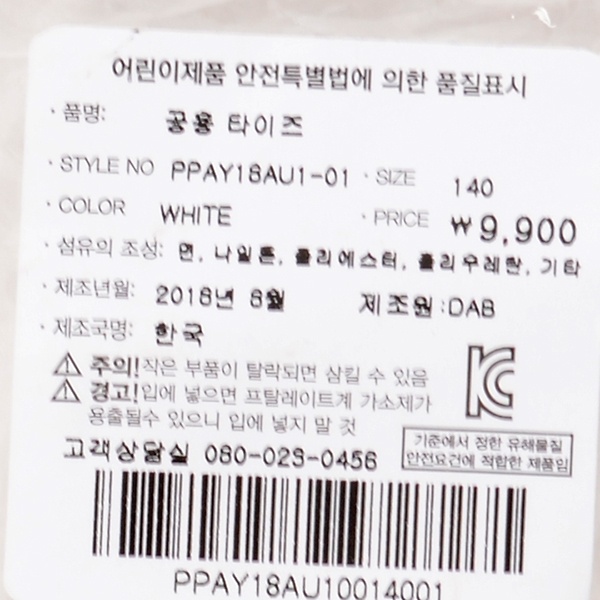 어린이제품 안전특별법에 의한 품질표시
· 품명: 공용 타이즈
· STYLE NO PPAY18AU1-01 · SIZE 140
· COLOR WHITE · PRICE ₩9,900
· 섬유의 조성: 면, 나일론, 폴리에스터, 폴리우레탄, 기타
· 제조년월: 2018년 8월 제조원:DAB
· 제조국명: 한국
⚠ 주의! 작은 부품이 탈락되면 삼킬 수 있음
⚠ 경고! 입에 넣으면 프탈레이트계 가소제가
용출될수 있으니 입에 넣지 말 것
고객상담실 080-023-0456
기준에서 정한 유해물질
안전요건에 적합한 제품임
PPAY18AU10014001